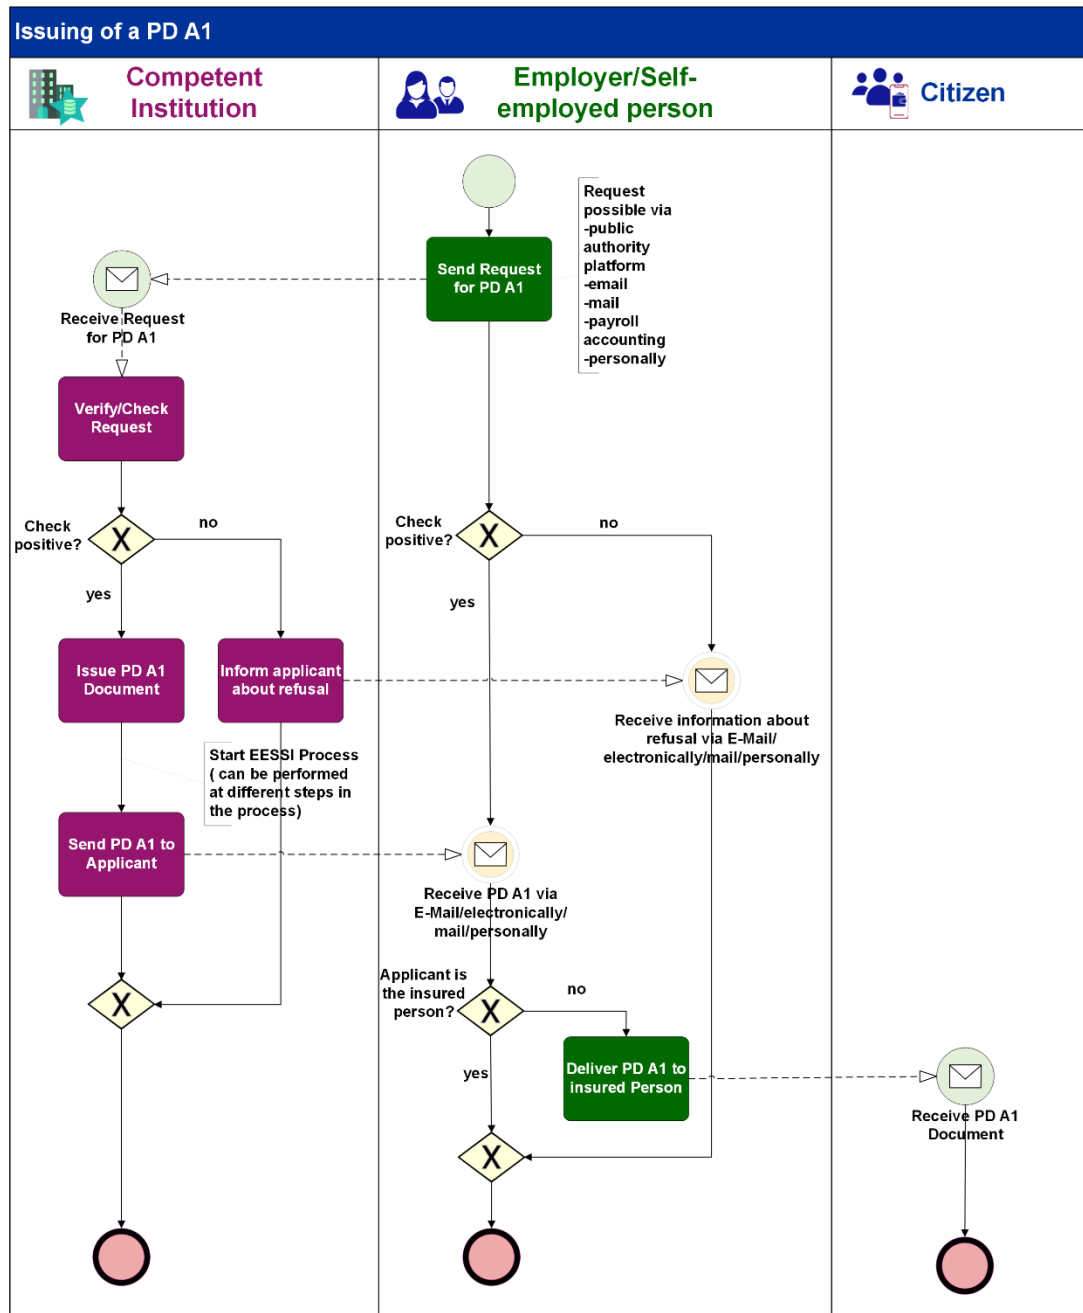 Issuing of a PD A1
Competent
Institution
Employer/Self-
employed person
Citizen
Request
possible via
-public
authority
platform
-email
-mail
-payroll
accounting
-personally
Send Request
for PD A1
Receive Request
for PD A1
Verify/Check
Request
Check
positive?
X
no
yes
Check
positive?
X
no
yes
Issue PD A1
Document
Inform applicant
about refusal
Receive information about
refusal via E-Mail/
electronically/mail/personally
Start EESSI Process
( can be performed
at different steps in
the process)
Send PD A1 to
Applicant
Receive PD A1 via
E-Mail/electronically/
mail/personally
X
Applicant is
the insured
person?
X
no
yes
Deliver PD A1 to
insured Person
Receive PD A1
Document
X